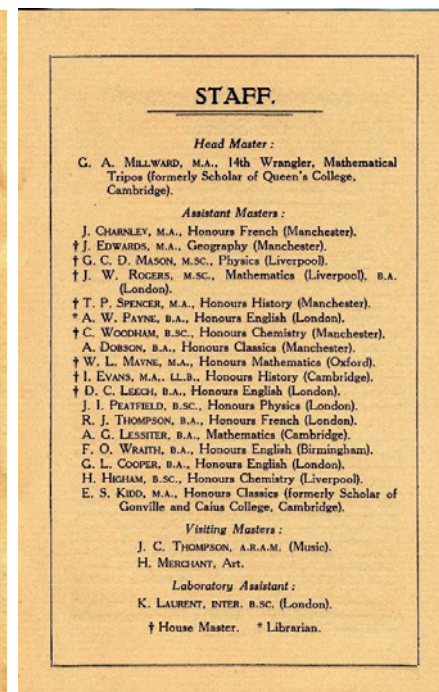 STAFF.
Head Master :
G. A. MILLWARD, M.A., 14th Wrangler, Mathematical
Tripos (formerly Scholar of Queen's College,
Cambridge).
Assistant Masters :
J. CHARNLEY, M.A., Honours French (Manchester).
† J. EDWARDS, M.A., Geography (Manchester).
† G. C. D. MASON, M.SC., Physics (Liverpool).
† J. W. ROGERS, M.SC., Mathematics (Liverpool), B.A.
(London).
† T. P. SPENCER, M.A., Honours History (Manchester).
* A. W. PAYNE, B.A., Honours English (London).
† C. WOODHAM, B.SC., Honours Chemistry (Manchester).
A. DOBSON, B.A., Honours Classics (Manchester).
† W. L. MAYNE, M.A., Honours Mathematics (Oxford).
† I. EVANS, M.A., LL.B., Honours History (Cambridge).
† D. C. LEECH, B.A., Honours English (London).
J. I. PEATFIELD, B.SC., Honours Physics (London).
R. J. THOMPSON, B.A., Honours French (London).
A. G. LESSITER, B.A., Mathematics (Cambridge).
F. O. WRAITH, B.A., Honours English (Birmingham).
G. L. COOPER, B.A., Honours English (London).
H. HIGHAM, B.SC., Honours Chemistry (Liverpool).
E. S. KIDD, M.A., Honours Classics (formerly Scholar of
Gonville and Caius College, Cambridge).
Visiting Masters :
J. C. THOMPSON, A.R.A.M. (Music).
H. MERCHANT, Art.
Laboratory Assistant :
K. LAURENT, INTER. B.SC. (London).
† House Master. * Librarian.